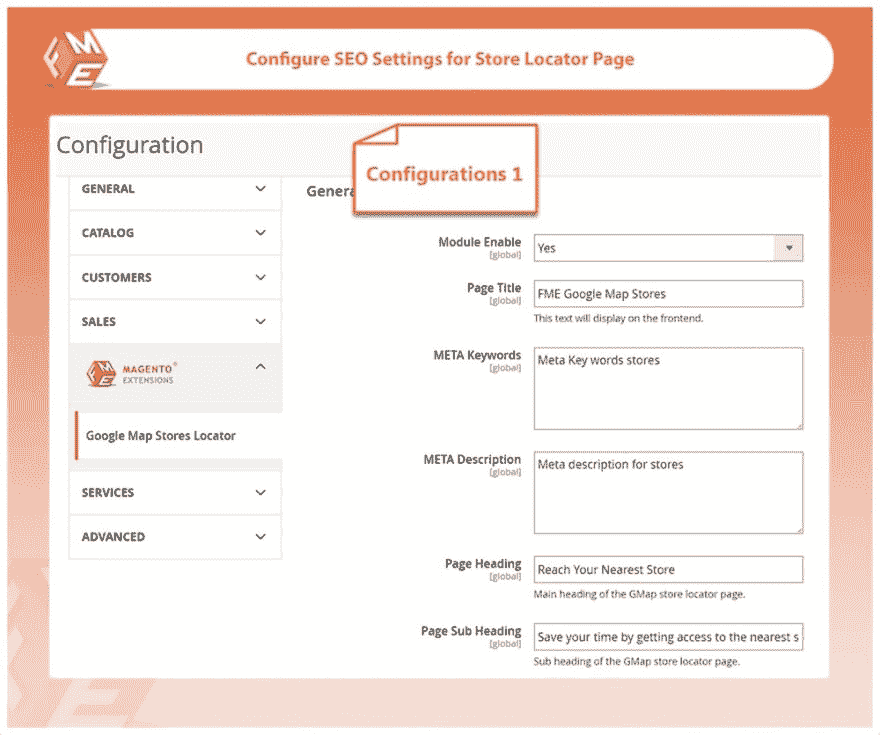 FME
Configure SEO Settings for Store Locator Page
Configuration
Configurations 1
GENERAL
CATALOG
CUSTOMERS
SALES
FME MAGENTO®
EXTENSIONS
Google Map Stores Locator
SERVICES
ADVANCED
Genera
Module Enable
[global]
Yes
Page Title
[global]
FME Google Map Stores
This text will display on the frontend.
META Keywords
[global]
Meta Key words stores
META Description
[global]
Meta description for stores
Page Heading
[global]
Reach Your Nearest Store
Main heading of the GMap store locator page.
Page Sub Heading
[global]
Save your time by getting access to the nearest s
Sub heading of the GMap store locator page.